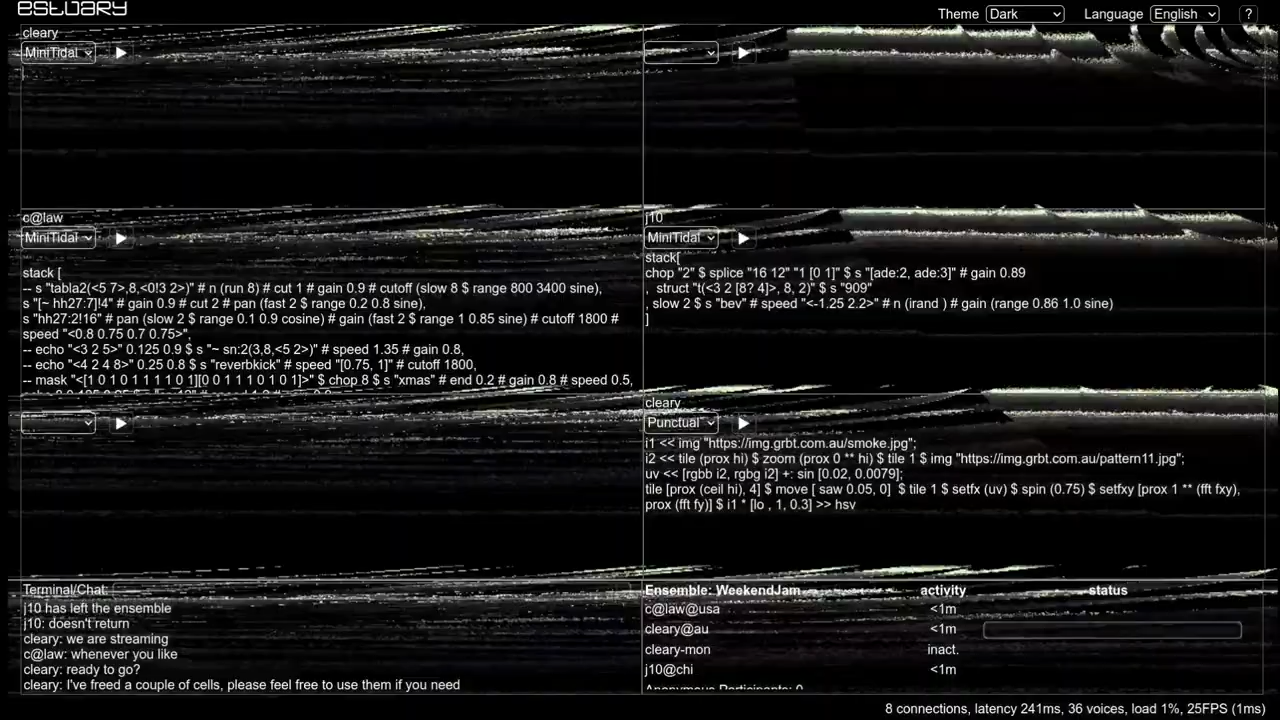 estuary
Theme Dark Language English ?
cleary
MiniTidal
c@law
MiniTidal
stack [
-- s "tabla2(<5 7>,8,<0!3 2>)" # n (run 8) # cut 1 # gain 0.9 # cutoff (slow 8 $ range 800 3400 sine),
s "[~ hh27:7]!4" # gain 0.9 # cut 2 # pan (fast 2 $ range 0.2 0.8 sine),
s "hh27:2!16" # pan (slow 2 $ range 0.1 0.9 cosine) # gain (fast 2 $ range 1 0.85 sine) # cutoff 1800 #
speed "<0.8 0.75 0.7 0.75>",
-- echo "<3 2 5>" 0.125 0.9 $ s "~ sn:2(3,8,<5 2>)" # speed 1.35 # gain 0.8,
-- echo "<4 2 4 8>" 0.25 0.8 $ s "reverbkick" # speed "[0.75, 1]" # cutoff 1800,
-- mask "<[1 0 1 0 1 1 1 1 0 1][0 0 1 1 1 0 1 0 1]>" $ chop 8 $ s "xmas" # end 0.2 # gain 0.8 # speed 0.5,
j10
MiniTidal
stack[
chop "2" $ splice "16 12" "1 [0 1]" $ s "[ade:2, ade:3]" # gain 0.89
, struct "t(<3 2 [8? 4]>, 8, 2)" $ s "909"
, slow 2 $ s "bev" # speed "<-1.25 2.2>" # n (irand ) # gain (range 0.86 1.0 sine)
]
cleary
Punctual
i1 << img "https://img.grbt.com.au/smoke.jpg";
i2 << tile (prox hi) $ zoom (prox 0 ** hi) $ tile 1 $ img "https://img.grbt.com.au/pattern11.jpg";
uv << [rgbb i2, rgbg i2] +: sin [0.02, 0.0079];
tile [prox (ceil hi), 4] $ move [ saw 0.05, 0] $ tile 1 $ setfx (uv) $ spin (0.75) $ setfxy [prox 1 ** (fft fxy),
prox (fft fy)] $ i1 * [lo , 1, 0.3] >> hsv
Terminal/Chat:
j10 has left the ensemble
j10: doesn't return
cleary: we are streaming
c@law: whenever you like
cleary: ready to go?
cleary: I've freed a couple of cells, please feel free to use them if you need
Ensemble: WeekendJam activity status
c@law@usa <1m
cleary@au <1m
cleary-mon inact.
j10@chi <1m
Anonymous Participants: 0
8 connections, latency 241ms, 36 voices, load 1%, 25FPS (1ms)